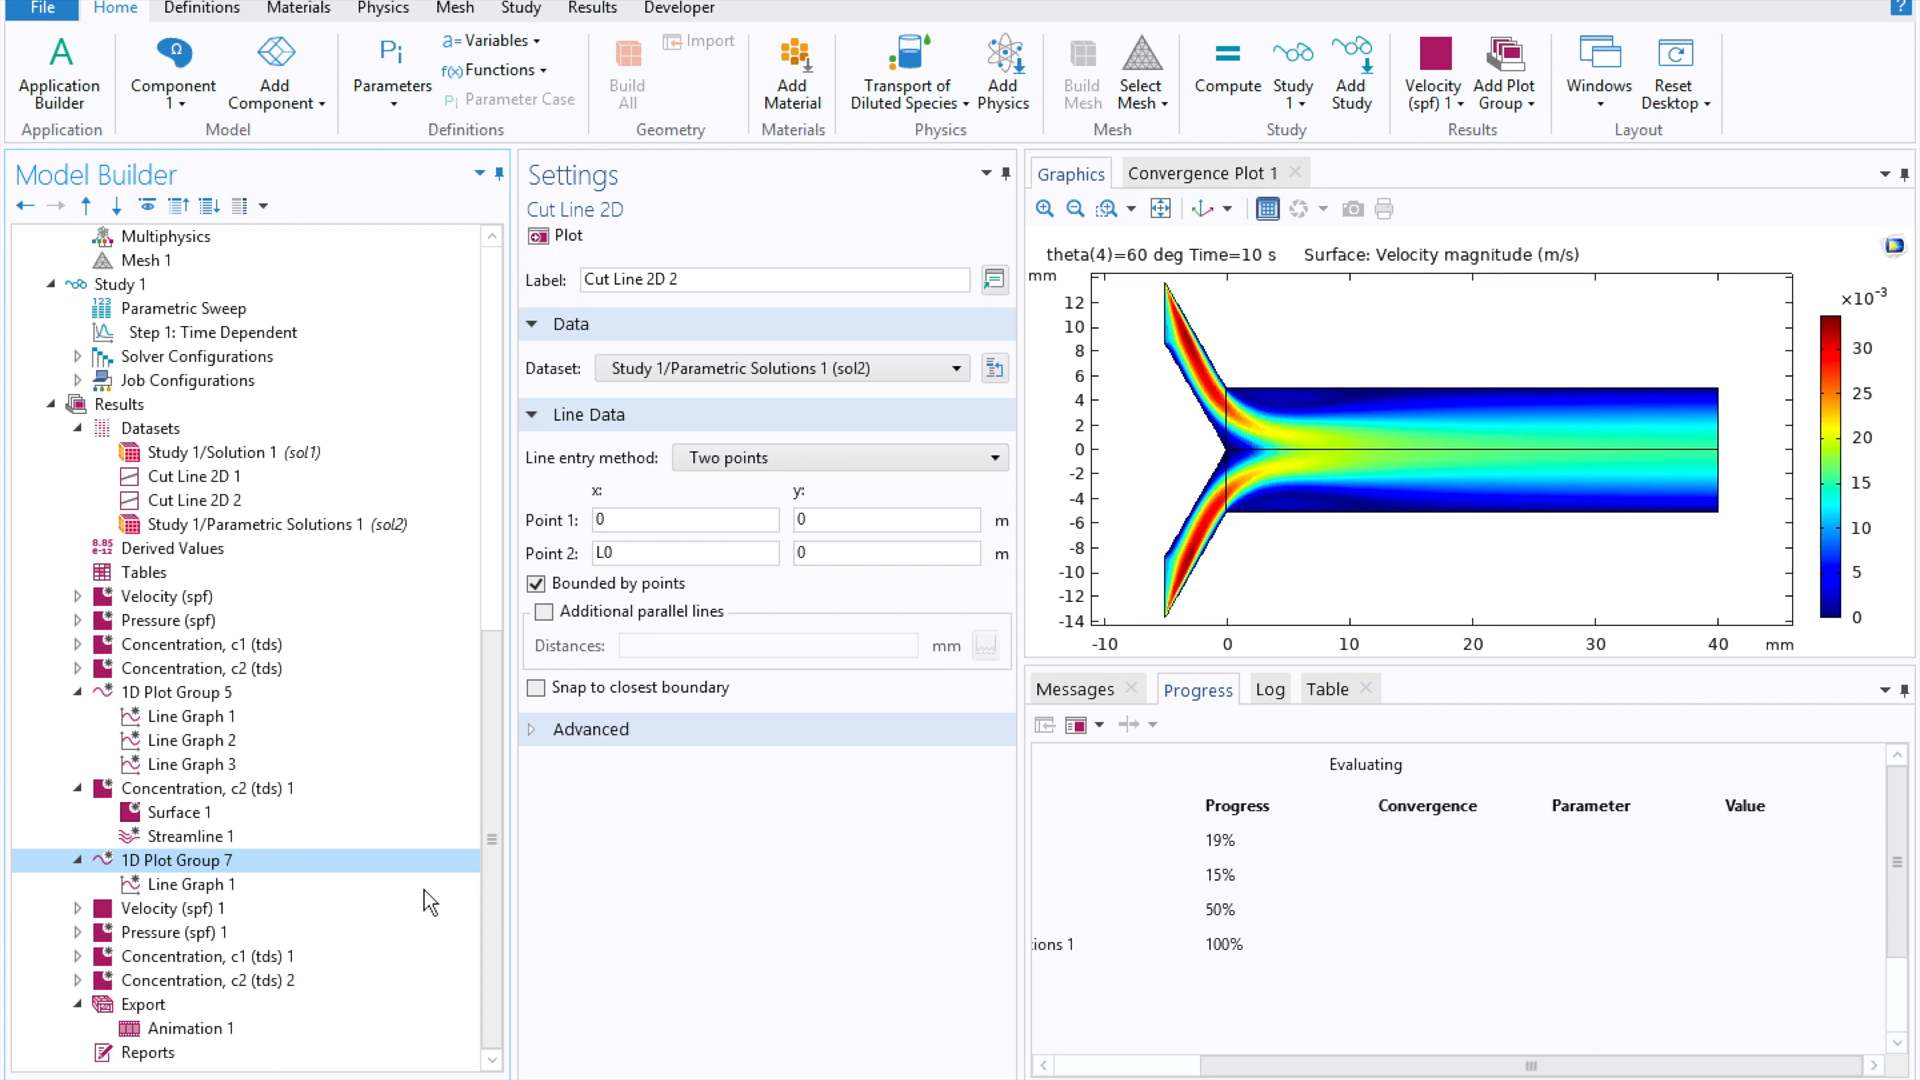 File Home Definitions Materials Physics Mesh Study Results Developer ?
Application Builder
Application
Component 1
Add Component
Model
Pi
Parameters
a= Variables
f(x) Functions
Pi Parameter Case
Definitions
Build All
Import
Geometry
Add Material
Materials
Transport of Diluted Species
Add Physics
Physics
Build Mesh
Select Mesh
Mesh
Compute
Study 1
Add Study
Study
Velocity (spf) 1
Add Plot Group
Results
Windows
Reset Desktop
Layout
Model Builder
Multiphysics
Mesh 1
Study 1
Parametric Sweep
Step 1: Time Dependent
Solver Configurations
Job Configurations
Results
Datasets
Study 1/Solution 1 (sol1)
Cut Line 2D 1
Cut Line 2D 2
Study 1/Parametric Solutions 1 (sol2)
8.85 e-12 Derived Values
Tables
Velocity (spf)
Pressure (spf)
Concentration, c1 (tds)
Concentration, c2 (tds)
1D Plot Group 5
Line Graph 1
Line Graph 2
Line Graph 3
Concentration, c2 (tds) 1
Surface 1
Streamline 1
1D Plot Group 7
Line Graph 1
Velocity (spf) 1
Pressure (spf) 1
Concentration, c1 (tds) 1
Concentration, c2 (tds) 2
Export
Animation 1
Reports
Settings
Cut Line 2D
Plot
Label: Cut Line 2D 2
Data
Dataset: Study 1/Parametric Solutions 1 (sol2)
Line Data
Line entry method: Two points
x: y:
Point 1: 0 0 m
Point 2: L0 0 m
Bounded by points
Additional parallel lines
Distances: mm
Snap to closest boundary
Advanced
Graphics Convergence Plot 1
theta(4)=60 deg Time=10 s Surface: Velocity magnitude (m/s)
mm
12
10
8
6
4
2
0
-2
-4
-6
-8
-10
-12
-14
-10 0 10 20 30 40 mm
×10-3
30
25
20
15
10
5
0
Messages Progress Log Table
Evaluating
Progress Convergence Parameter Value
19%
15%
50%
ions 1 100%